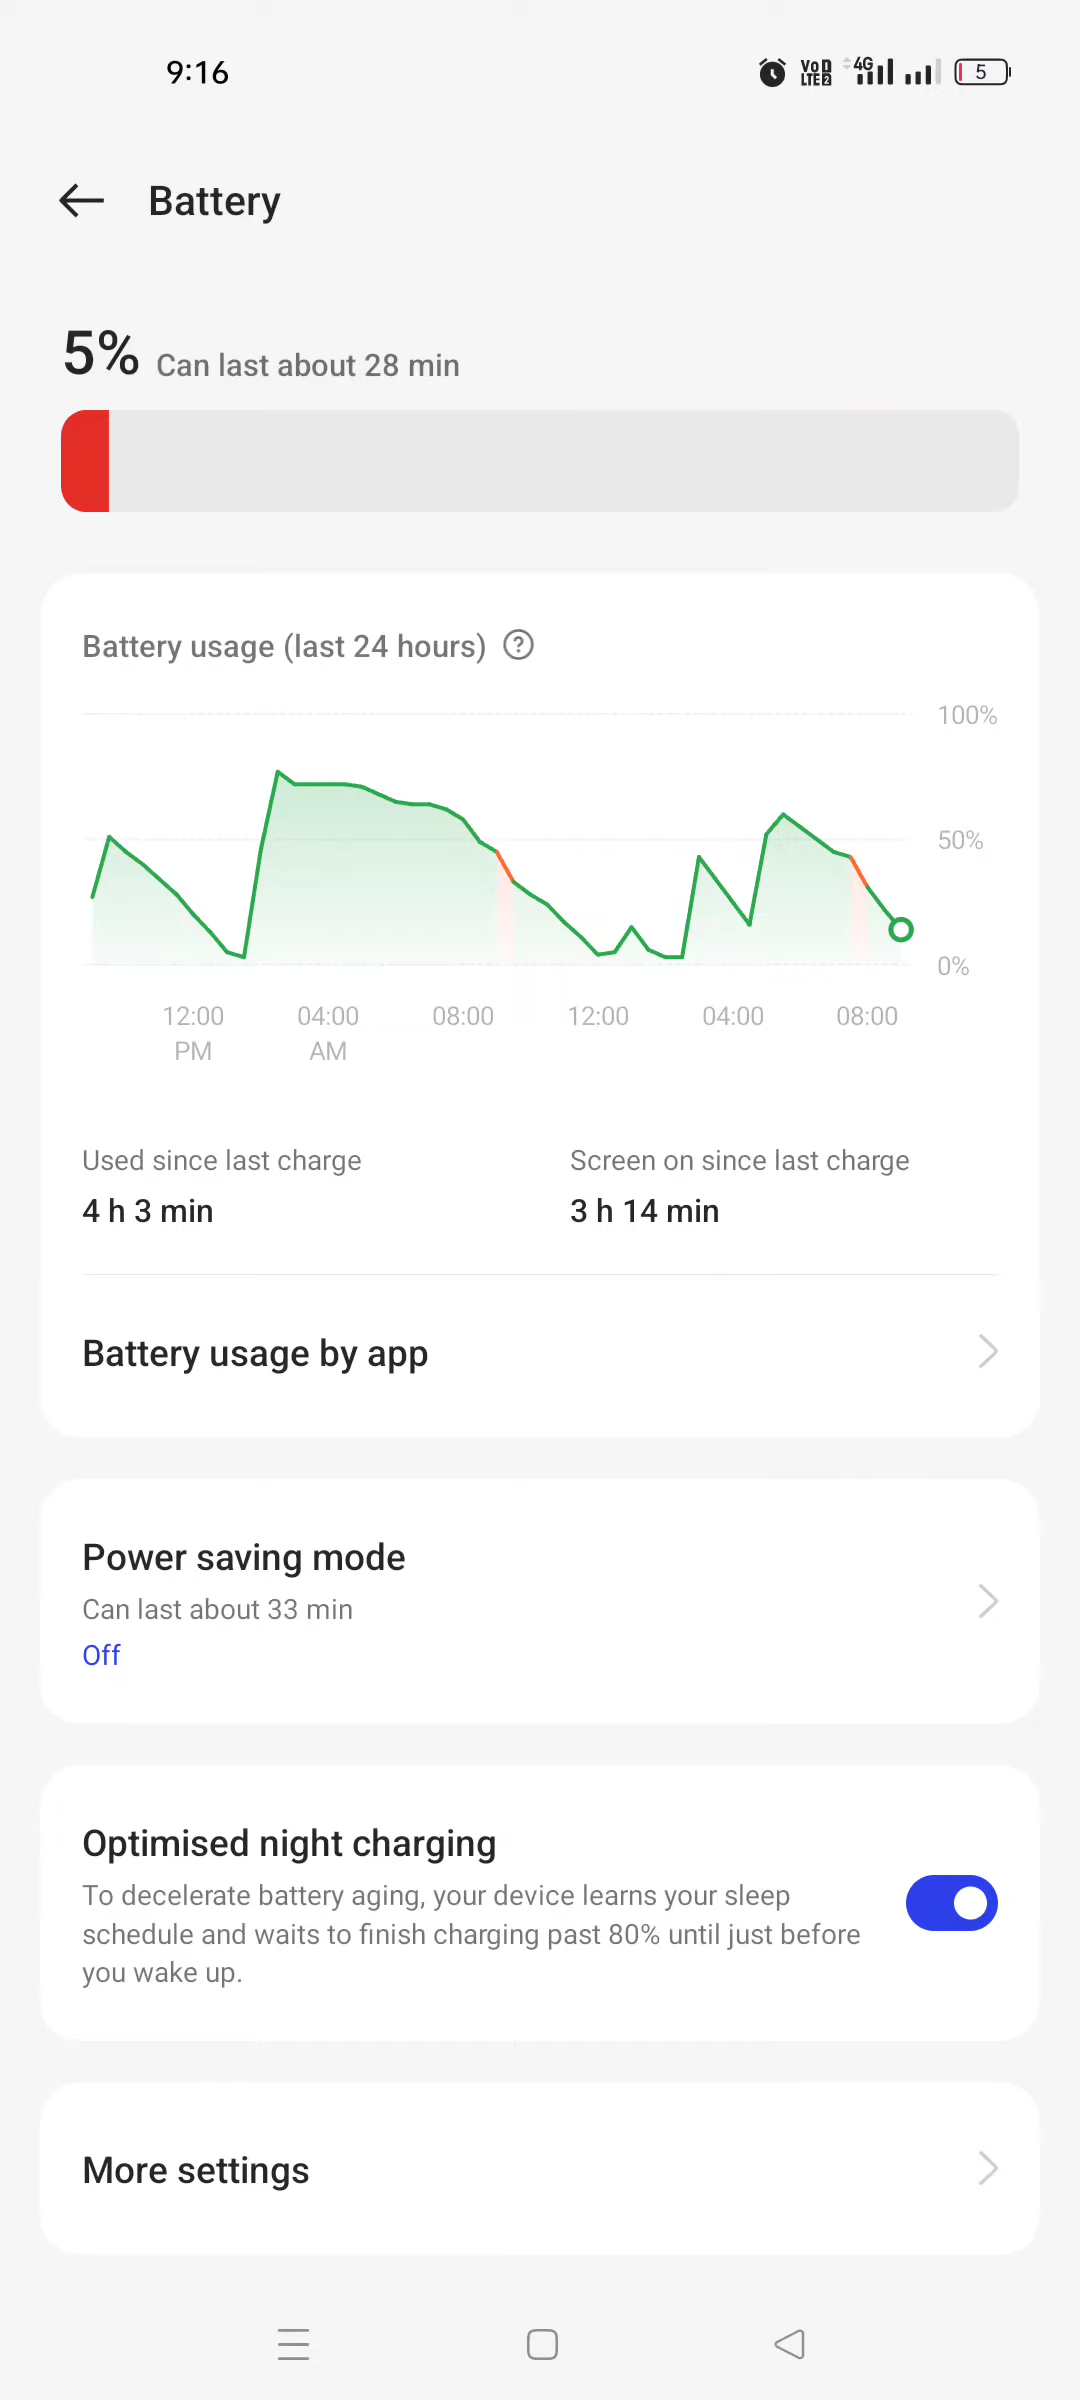 9:16
VoD
LTE2
4G
5
Battery
5% Can last about 28 min
Battery usage (last 24 hours) ?
100%
50%
0%
12:00 PM
04:00 AM
08:00
12:00
04:00
08:00
Used since last charge
4 h 3 min
Screen on since last charge
3 h 14 min
Battery usage by app
Power saving mode
Can last about 33 min
Off
Optimised night charging
To decelerate battery aging, your device learns your sleep
schedule and waits to finish charging past 80% until just before
you wake up.
More settings